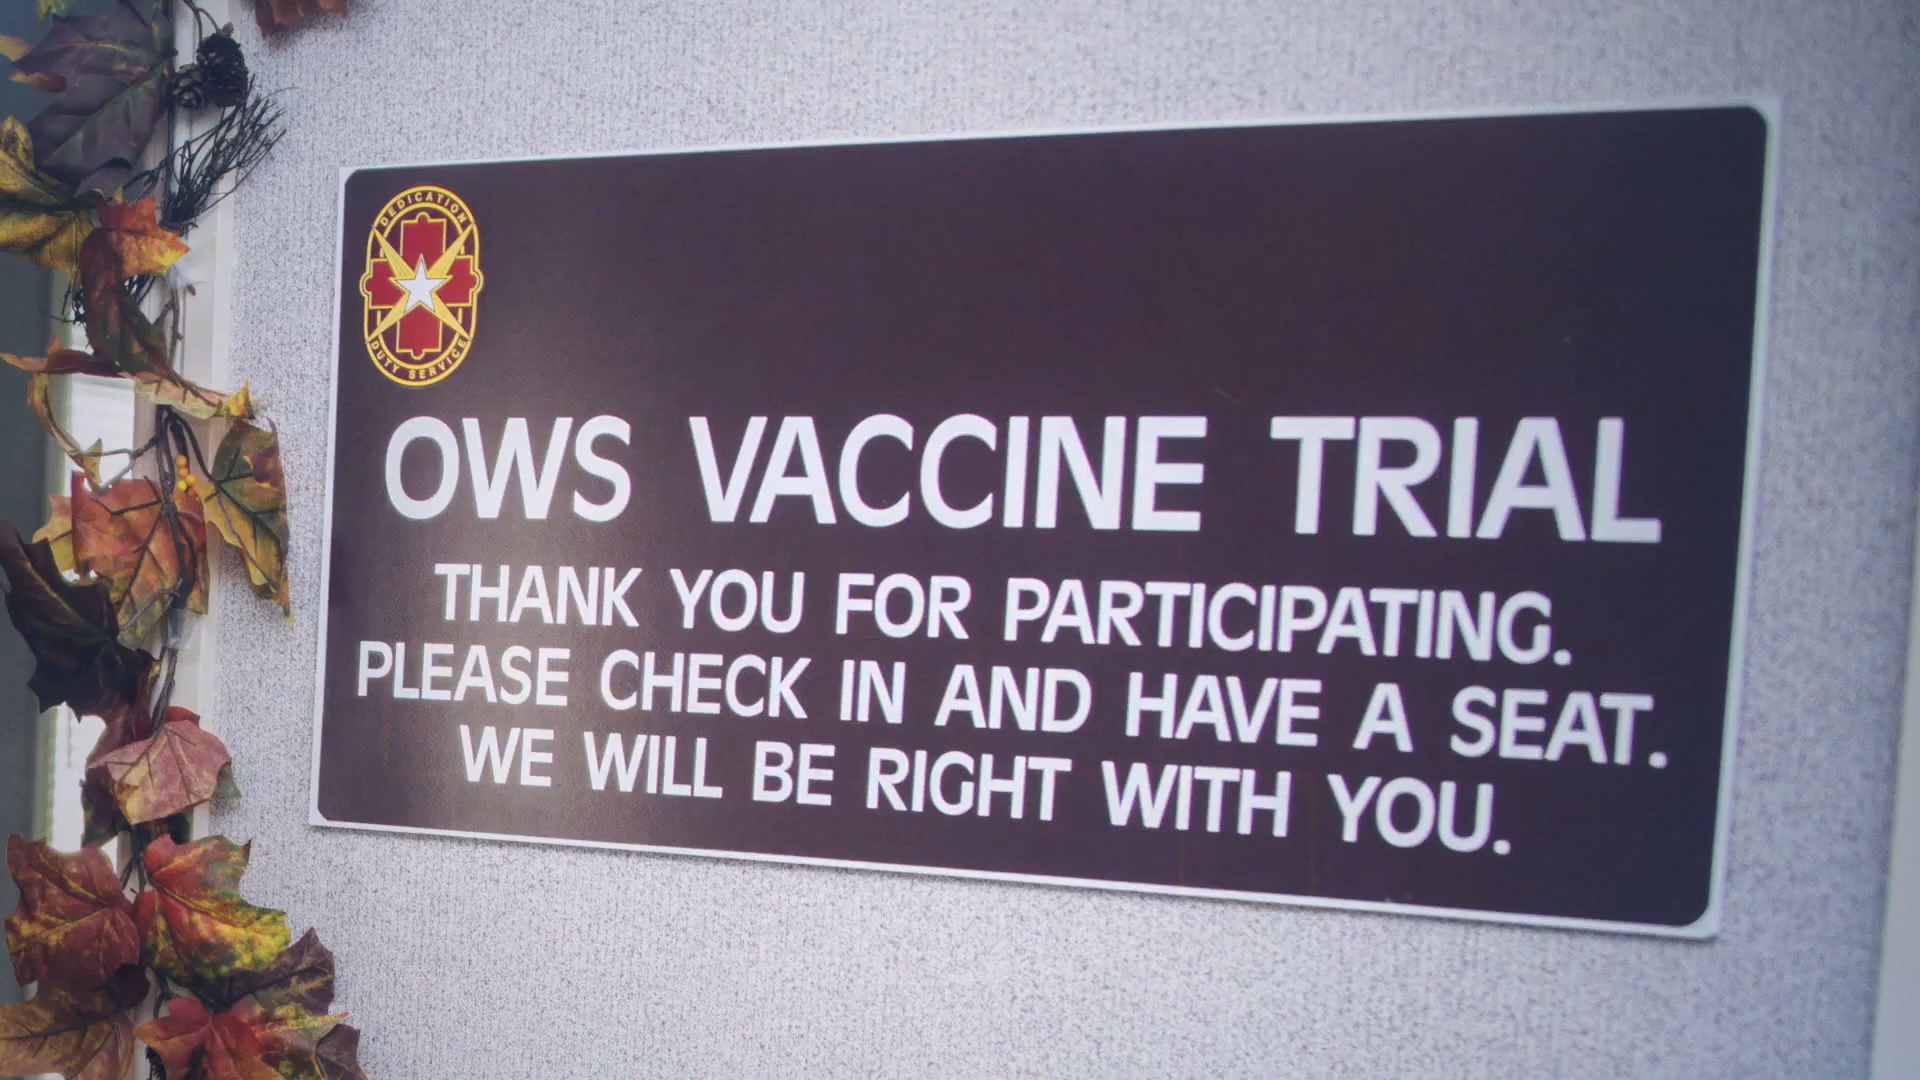 DEDICATION
DUTY SERVICE
OWS VACCINE TRIAL
THANK YOU FOR PARTICIPATING.
PLEASE CHECK IN AND HAVE A SEAT.
WE WILL BE RIGHT WITH YOU.